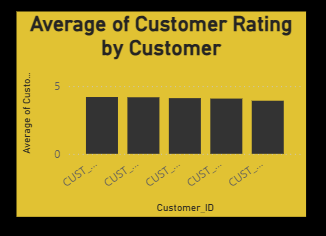 Average of Customer Rating
by Customer
Average of Custo...
5
0
CUST_...
CUST_...
CUST_...
CUST_...
CUST_...
Customer_ID